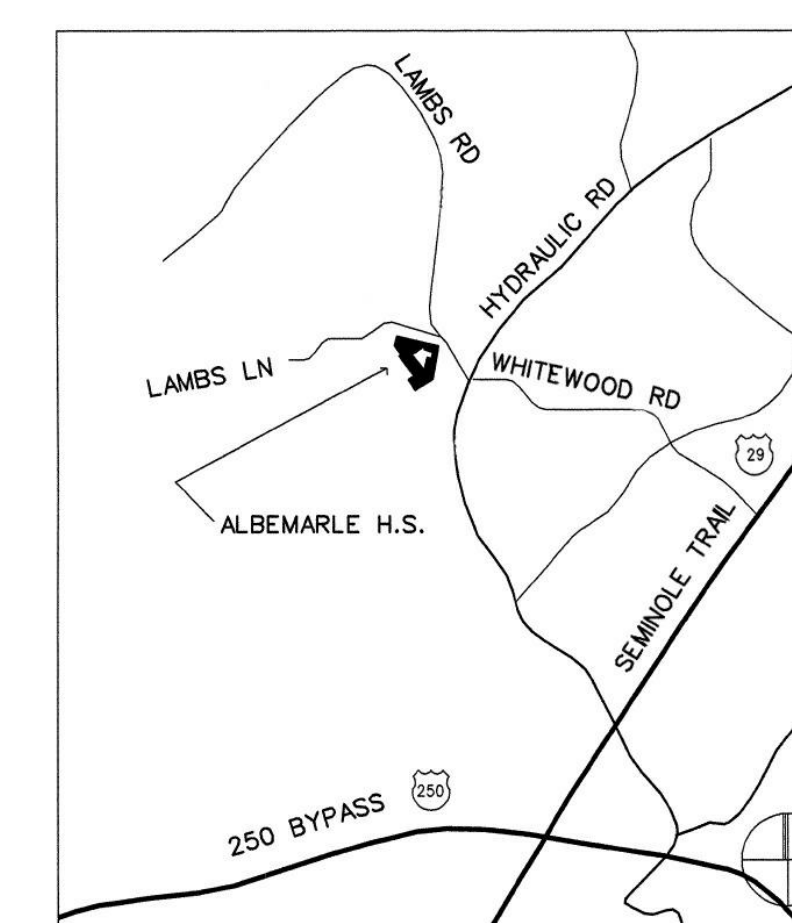 LAMBS RD
HYDRAULIC RD
LAMBS LN
WHITEWOOD RD
29
ALBEMARLE H.S.
SEMINOLE TRAIL
250 BYPASS
250